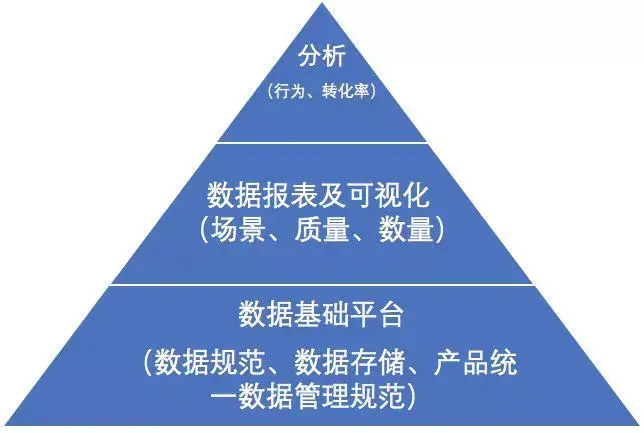 分析
(行为、转化率)
数据报表及可视化
(场景、质量、数量)
数据基础平台
(数据规范、数据存储、产品统
一数据管理规范)